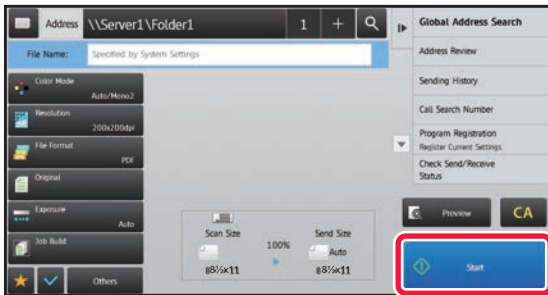 Address \\Server1\Folder1 1 +
File Name: Specified by System Settings
Color Mode
Auto/Mono2
Resolution
200x200dpi
File Format
PDF
Original
Exposure
Auto
Job Build
Others
Scan Size
100%
Send Size
Auto
88½x11
88½x11
Global Address Search
Address Review
Sending History
Call Search Number
Program Registration
Register Current Settings
Check Send/Receive
Status
Preview
CA
Start